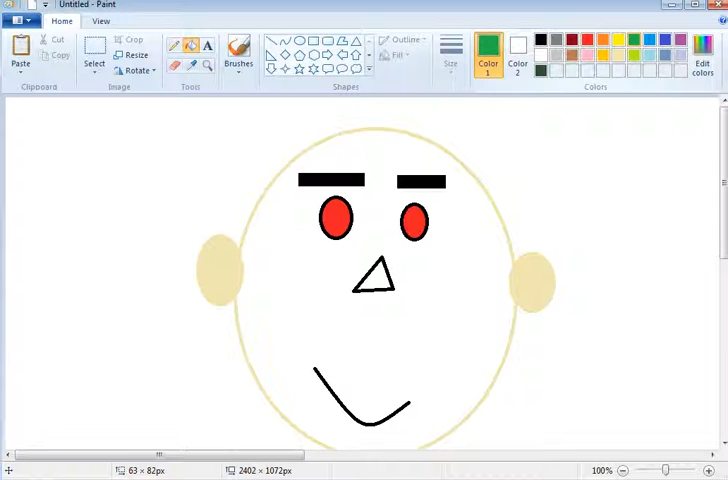 Untitled - Paint
Home View
Cut Crop A Outline Color 1 Color 2 Edit colors
Copy Resize Fill
Paste Select Rotate Brushes Size
Clipboard Image Tools Shapes Colors
63 × 82px 2402 × 1072px 100%